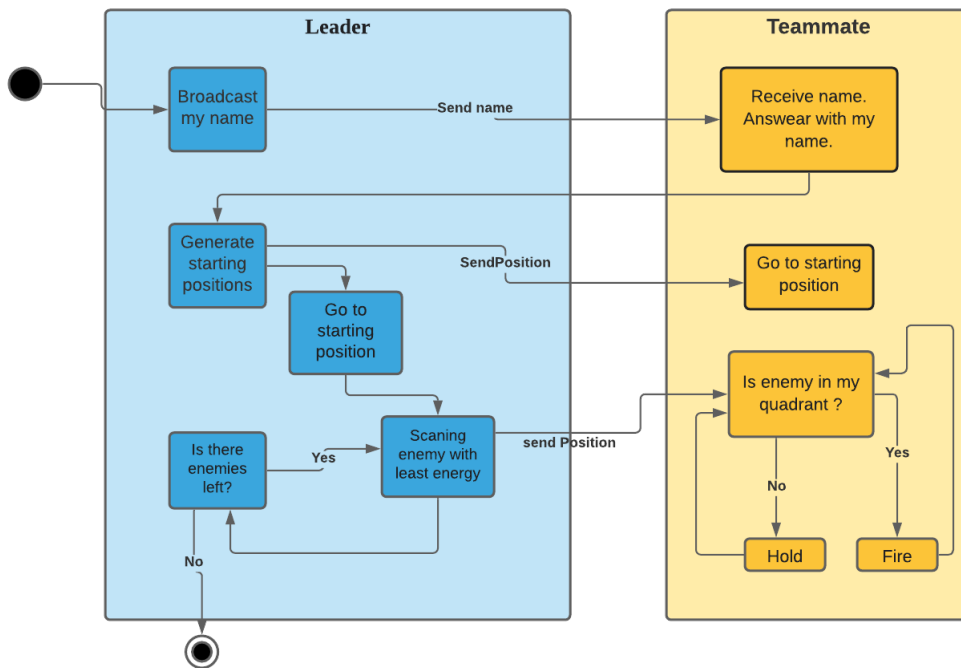 Leader
Teammate
Broadcast
my name
Send name
Receive name.
Answear with my
name.
Generate
starting
positions
SendPosition
Go to starting
position
Go to
starting
position
Is enemy in my
quadrant ?
Is there
enemies
left?
Yes
Scaning
enemy with
least energy
send Position
No
Yes
Hold
Fire
No